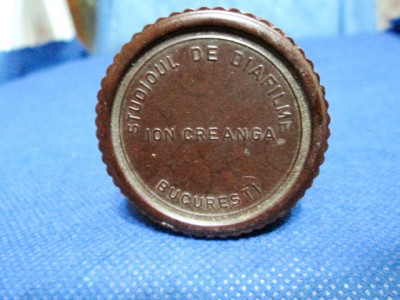 STUDIOUL DE DIAFILME
ION CREANGA
BUCURESTI